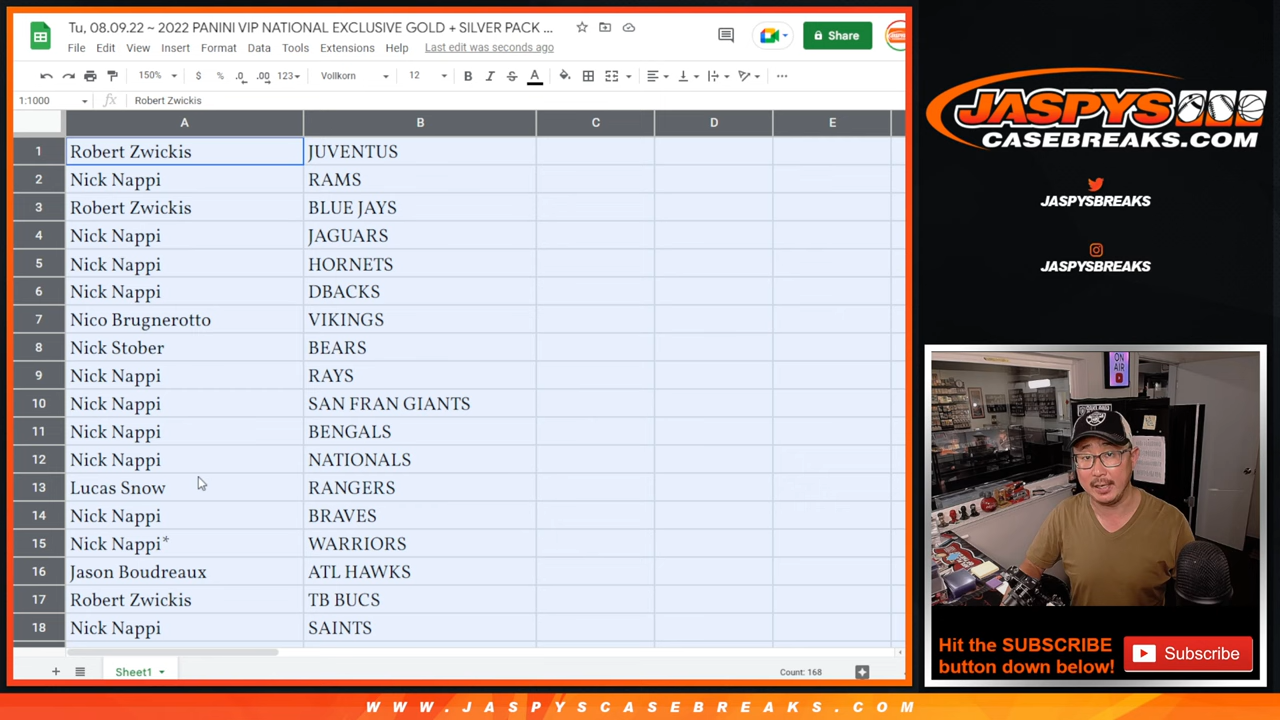 Tu, 08.09.22 ~ 2022 PANINI VIP NATIONAL EXCLUSIVE GOLD + SILVER PACK ...
File Edit View Insert Format Data Tools Extensions Help Last edit was seconds ago
Share
150% $ % .0 .00 123 Vollkorn 12 B I S A
1:1000 fx Robert Zwickis
A B C D E
1 Robert Zwickis JUVENTUS
2 Nick Nappi RAMS
3 Robert Zwickis BLUE JAYS
4 Nick Nappi JAGUARS
5 Nick Nappi HORNETS
6 Nick Nappi DBACKS
7 Nico Brugnerotto VIKINGS
8 Nick Stober BEARS
9 Nick Nappi RAYS
10 Nick Nappi SAN FRAN GIANTS
11 Nick Nappi BENGALS
12 Nick Nappi NATIONALS
13 Lucas Snow RANGERS
14 Nick Nappi BRAVES
15 Nick Nappi* WARRIORS
16 Jason Boudreaux ATL HAWKS
17 Robert Zwickis TB BUCS
18 Nick Nappi SAINTS
Sheet1 Count: 168
JASPYS
CASEBREAKS.COM
JASPYSBREAKS
JASPYSBREAKS
ON
AIR
Hit the SUBSCRIBE
button down below!
Subscribe
WWW.JASPYSCASEBREAKS.COM